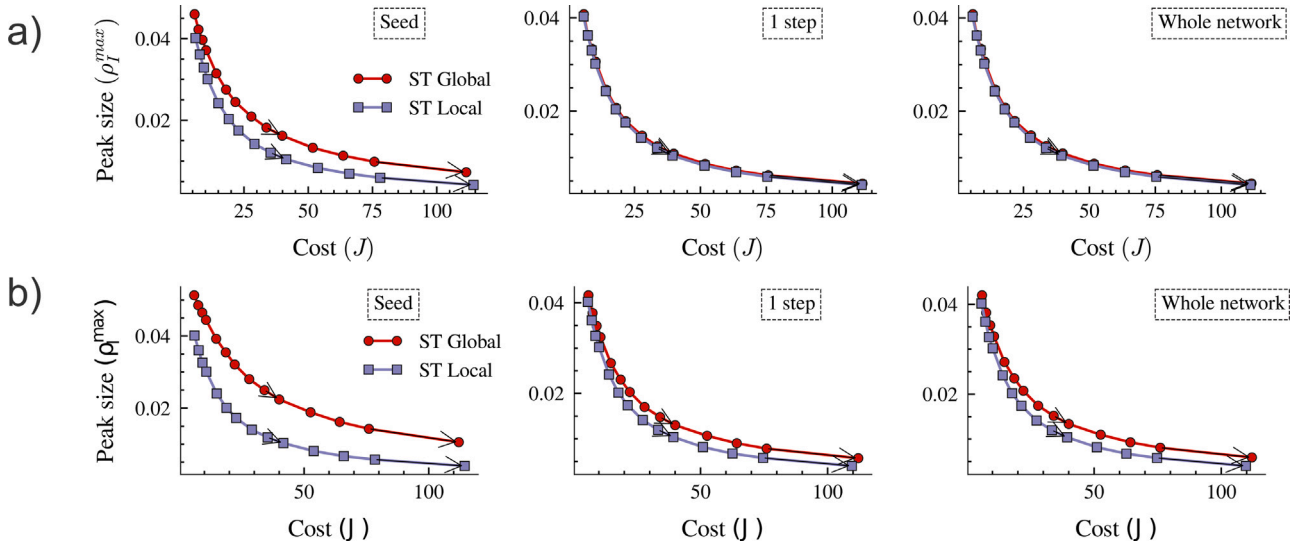 a)
Peak size (ρ_I^max)
0.04
0.02
Seed
ST Global
ST Local
25
50
75
100
Cost (J)
0.04
0.02
1 step
25
50
75
100
Cost (J)
0.04
0.02
Whole network
25
50
75
100
Cost (J)
b)
Peak size (ρ_I^max)
0.04
0.02
Seed
ST Global
ST Local
50
100
Cost (J )
0.04
0.02
1 step
50
100
Cost (J )
0.04
0.02
Whole network
50
100
Cost (J )